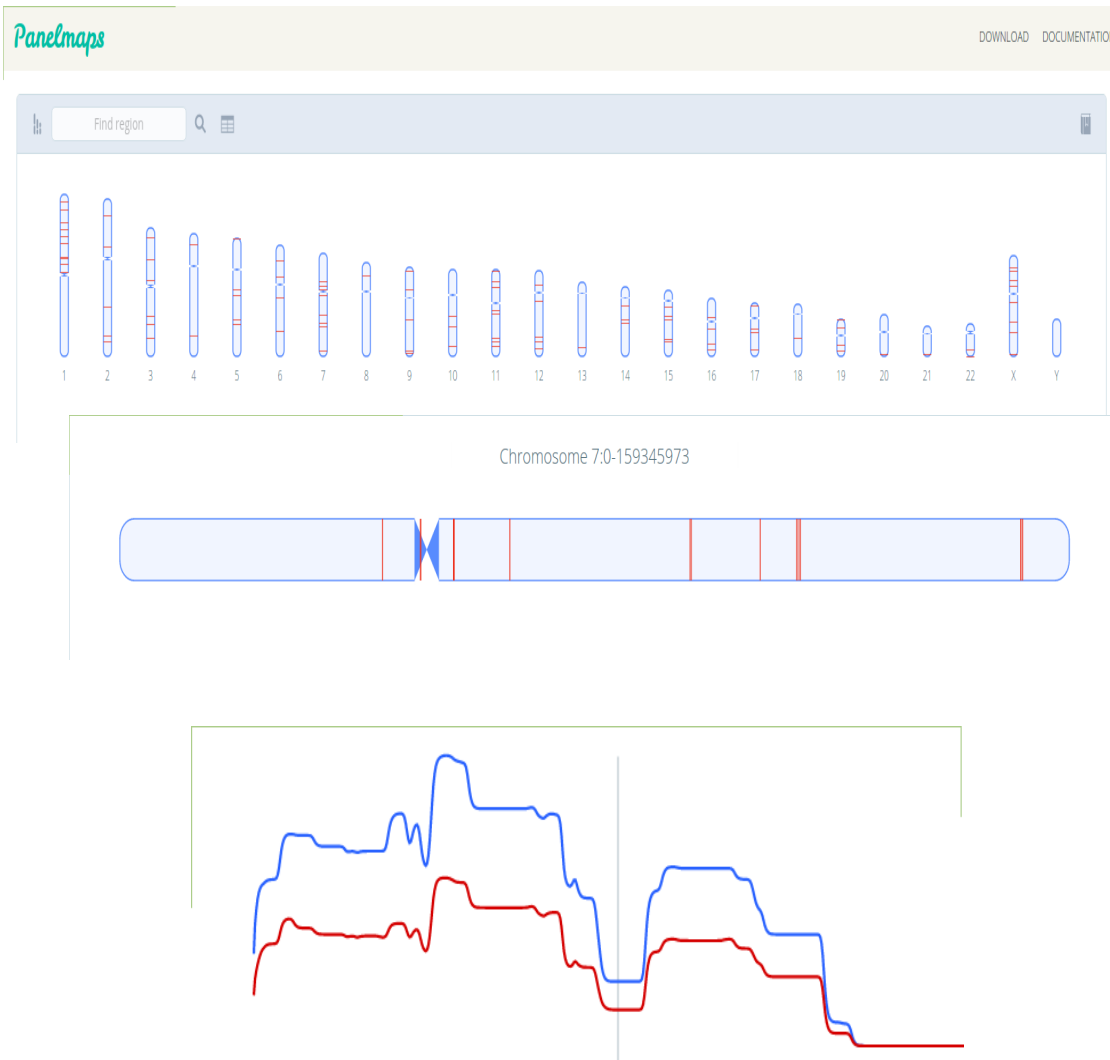 Panelmaps
DOWNLOAD DOCUMENTATIO
Find region
1 2 3 4 5 6 7 8 9 10 11 12 13 14 15 16 17 18 19 20 21 22 X Y
Chromosome 7:0-159345973